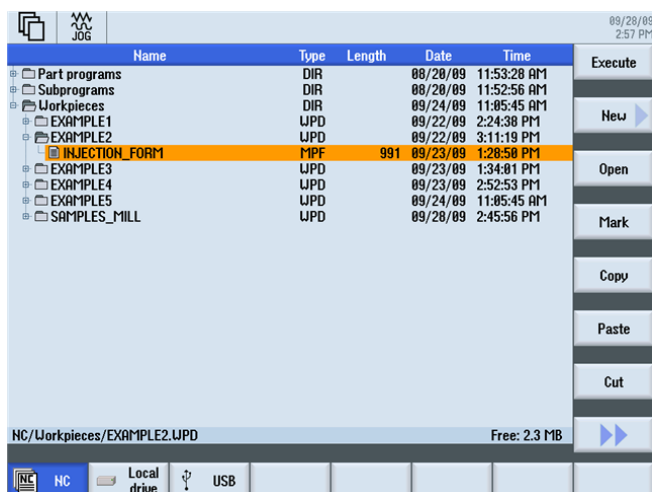 JOG
09/28/09
2:57 PM
Name Type Length Date Time
Part programs DIR 08/20/09 11:53:28 AM
Subprograms DIR 08/20/09 11:52:56 AM
Workpieces DIR 09/24/09 11:05:45 AM
EXAMPLE1 WPD 09/22/09 2:24:38 PM
EXAMPLE2 WPD 09/22/09 3:11:19 PM
INJECTION_FORM MPF 991 09/23/09 1:28:50 PM
EXAMPLE3 WPD 09/23/09 1:34:01 PM
EXAMPLE4 WPD 09/23/09 2:52:53 PM
EXAMPLE5 WPD 09/24/09 11:05:45 AM
SAMPLES_MILL WPD 09/28/09 2:45:56 PM
NC/Workpieces/EXAMPLE2.WPD Free: 2.3 MB
Execute
New
Open
Mark
Copy
Paste
Cut
NC NC
Local drive
USB